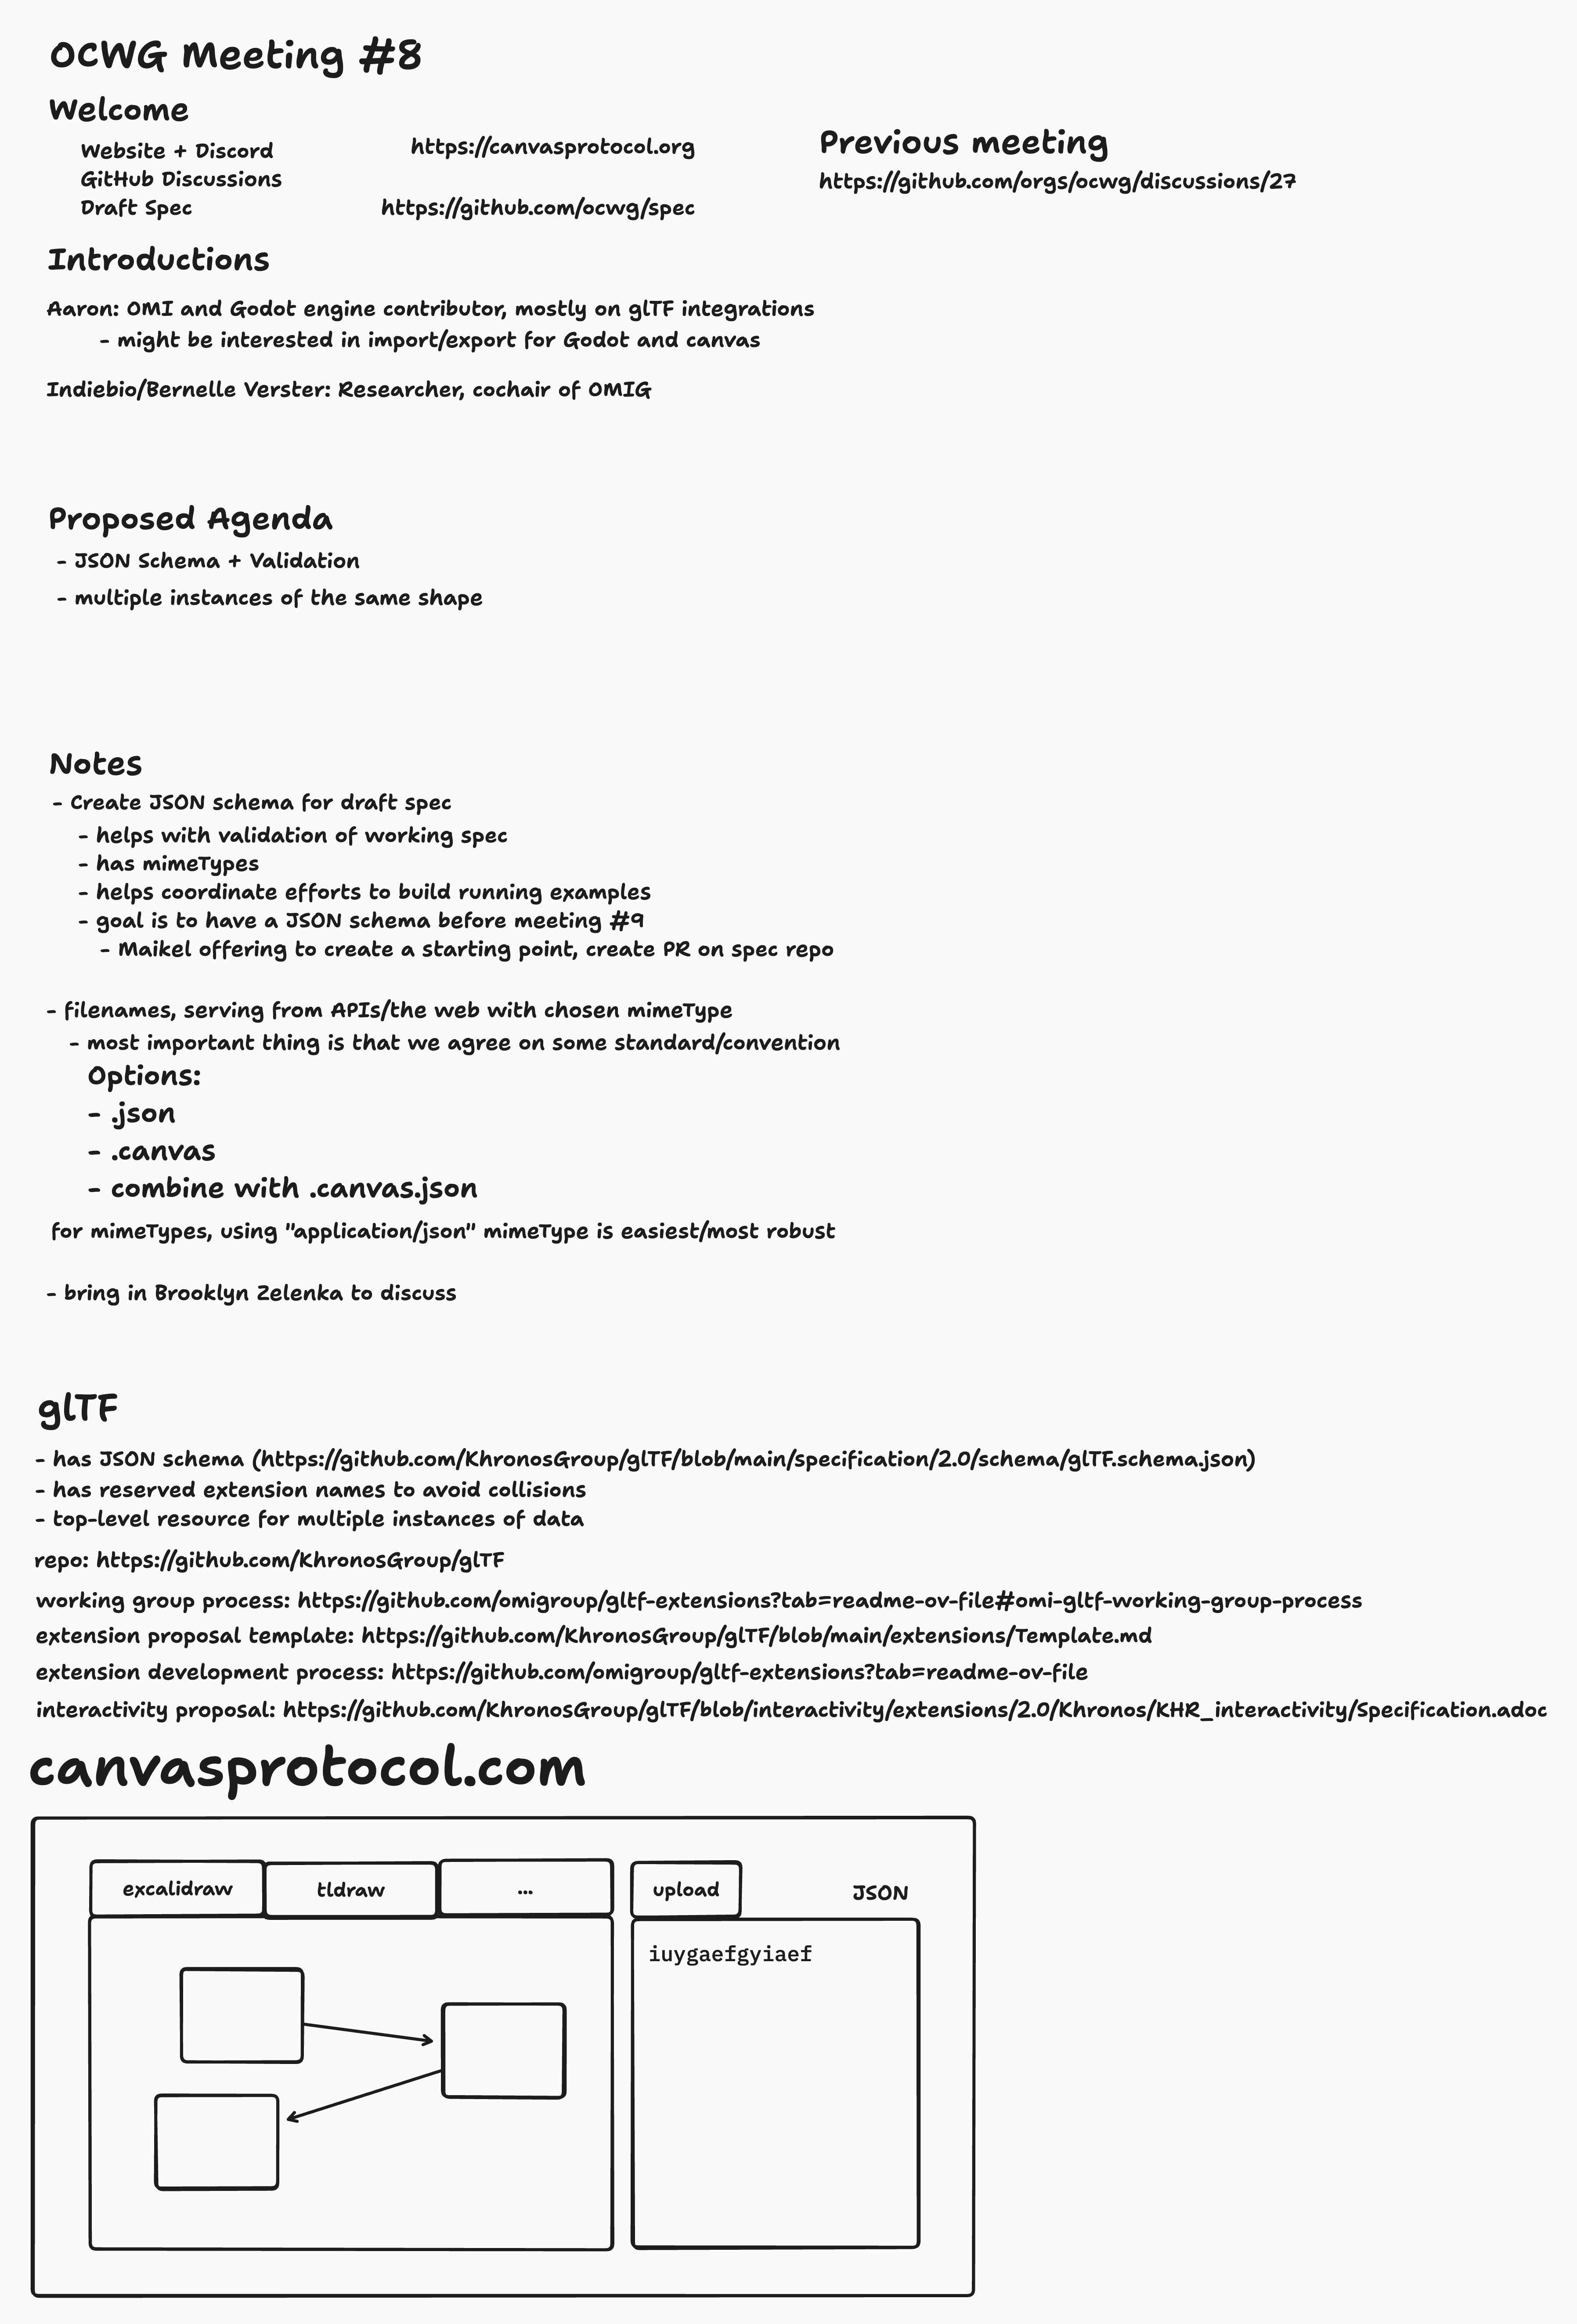 OCWG Meeting #8
Welcome
Website + Discord
https://canvasprotocol.org
GitHub Discussions
Draft Spec
https://github.com/ocwg/spec
Previous meeting
https://github.com/orgs/ocwg/discussions/27
Introductions
Aaron: OMI and Godot engine contributor, mostly on glTF integrations
- might be interested in import/export for Godot and canvas
Indiebio/Bernelle Verster: Researcher, cochair of OMIG
Proposed Agenda
- JSON Schema + Validation
- multiple instances of the same shape
Notes
- Create JSON schema for draft spec
- helps with validation of working spec
- has mimeTypes
- helps coordinate efforts to build running examples
- goal is to have a JSON schema before meeting #9
- Maikel offering to create a starting point, create PR on spec repo
- filenames, serving from APIs/the web with chosen mimeType
- most important thing is that we agree on some standard/convention
Options:
- .json
- .canvas
- combine with .canvas.json
for mimeTypes, using "application/json" mimeType is easiest/most robust
- bring in Brooklyn Zelenka to discuss
glTF
- has JSON schema (https://github.com/KhronosGroup/glTF/blob/main/specification/2.0/schema/glTF.schema.json)
- has reserved extension names to avoid collisions
- top-level resource for multiple instances of data
repo: https://github.com/KhronosGroup/glTF
working group process: https://github.com/omigroup/gltf-extensions?tab=readme-ov-file#omi-gltf-working-group-process
extension proposal template: https://github.com/KhronosGroup/glTF/blob/main/extensions/Template.md
extension development process: https://github.com/omigroup/gltf-extensions?tab=readme-ov-file
interactivity proposal: https://github.com/KhronosGroup/glTF/blob/interactivity/extensions/2.0/Khronos/KHR_interactivity/Specification.adoc
canvasprotocol.com
excalidraw
tldraw
...
upload
JSON
iuygaefgyiaef